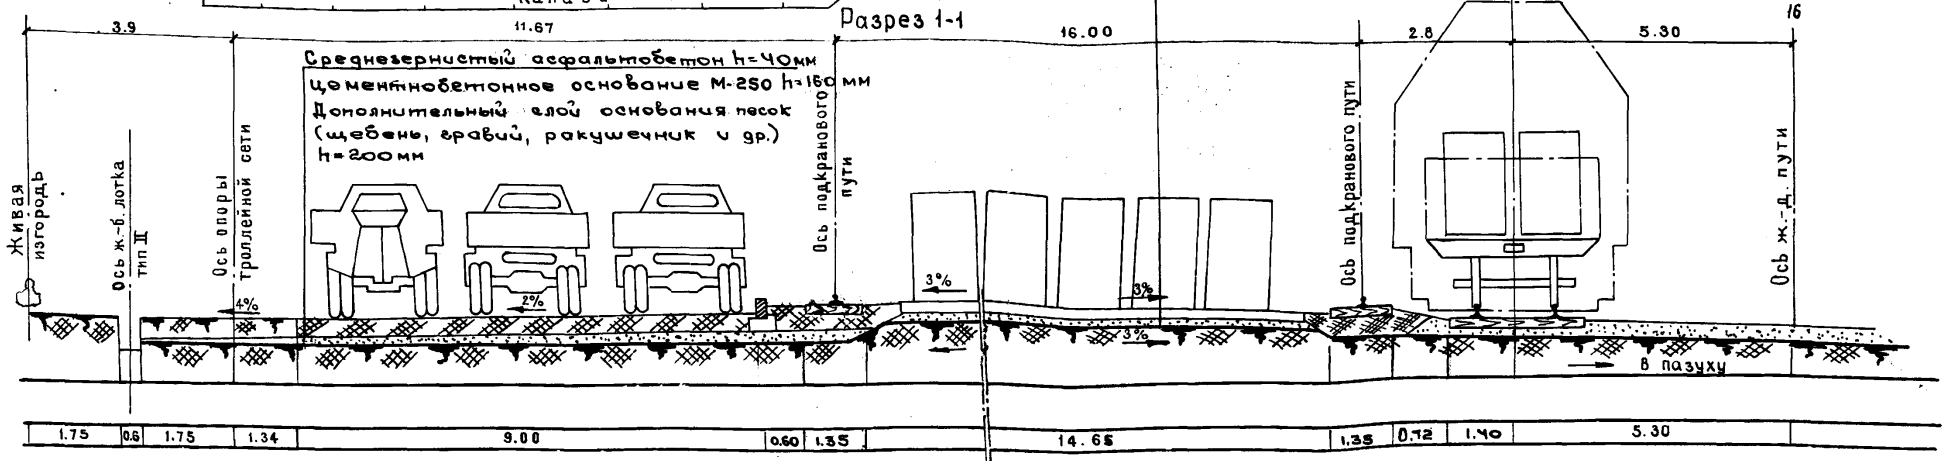 Канава
Разрез 1-1
16
3.9
11.67
16.00
2.8
5.30
Среднезернистый асфальтобетон h=40мм
Цементнобетонное основание М-250 h=160мм
Дополнительный слой основания песок
(щебень, гравий, ракушечник и др.)
h=200мм
Живая
изгородь
Ось ж.-б. лотка
тип III
Ось опоры
троллейной сети
Ось подкранового
пути
Ось подкранового пути
Ось ж.-д. пути
4%
2%
3%
3%
3%
В пазуху
1.75
0.6
1.75
1.34
9.00
0.60
1.35
14.65
1.35
0.72
1.40
5.30